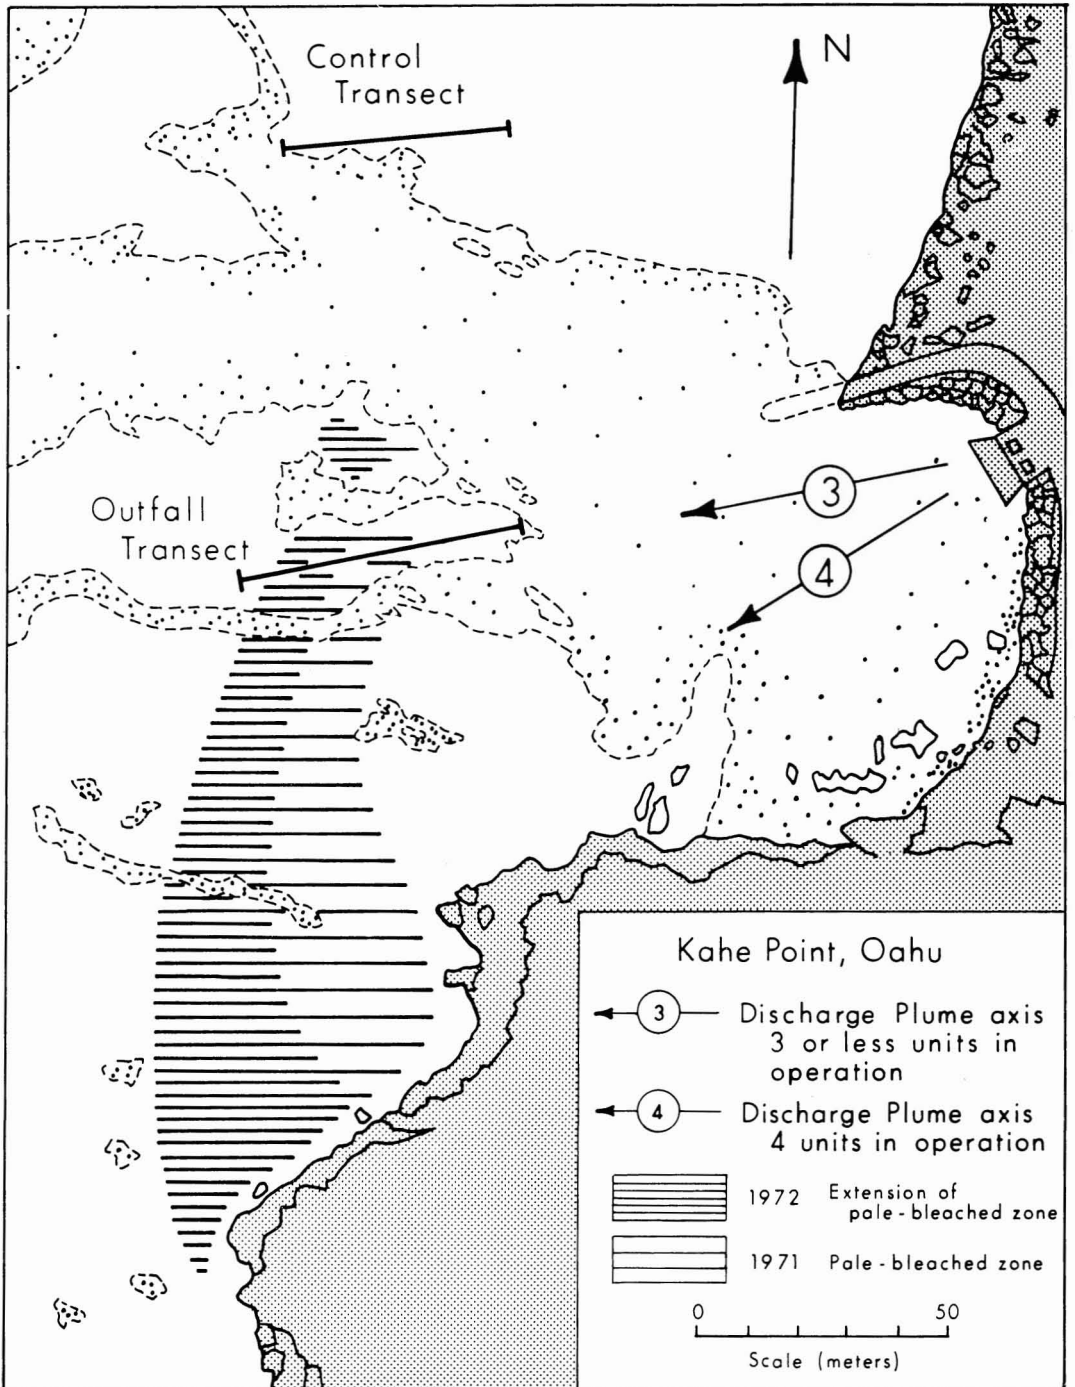 Control
Transect
N
3
4
Outfall
Transect
Kahe Point, Oahu
3 Discharge Plume axis
3 or less units in
operation
4 Discharge Plume axis
4 units in operation
1972 Extension of
pale-bleached zone
1971 Pale-bleached zone
0 50
Scale (meters)